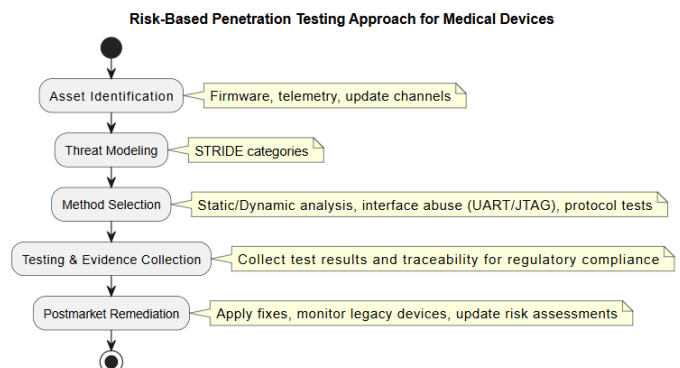 Risk-Based Penetration Testing Approach for Medical Devices
Asset Identification
Firmware, telemetry, update channels
Threat Modeling
STRIDE categories
Method Selection
Static/Dynamic analysis, interface abuse (UART/JTAG), protocol tests
Testing & Evidence Collection
Collect test results and traceability for regulatory compliance
Postmarket Remediation
Apply fixes, monitor legacy devices, update risk assessments